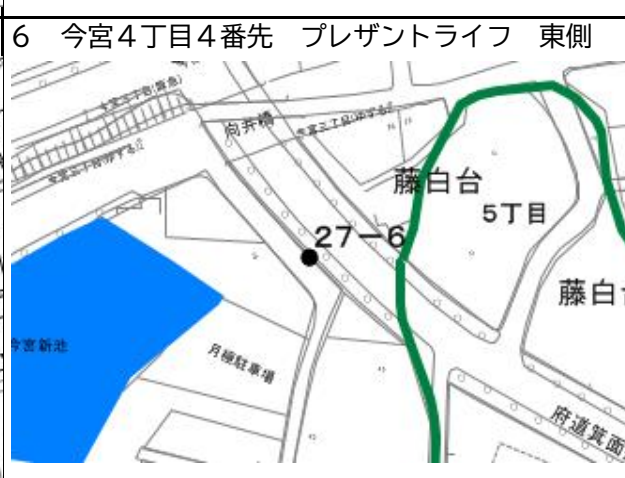 6　今宮4丁目4番先　プレザントライフ　東側
向井橋
藤白台
5丁目
27-6
藤白
今宮新池
月極駐車場
府道箕面